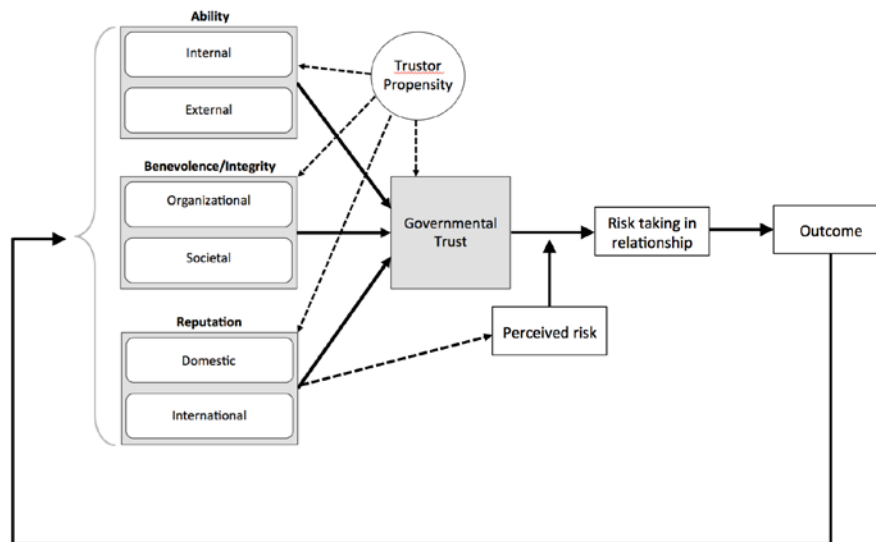 Ability
Internal
External
Trustor
Propensity
Benevolence/Integrity
Organizational
Societal
Governmental
Trust
Risk taking in
relationship
Outcome
Perceived risk
Reputation
Domestic
International